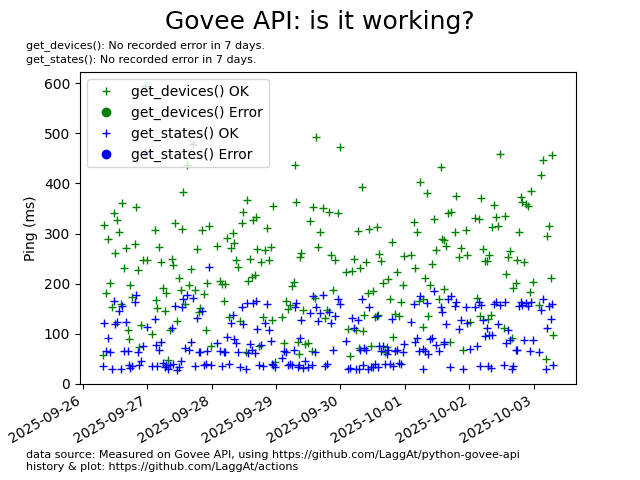 Govee API: is it working?
get_devices(): No recorded error in 7 days.
get_states(): No recorded error in 7 days.
get_devices() OK
get_devices() Error
get_states() OK
get_states() Error
Ping (ms)
600
500
400
300
200
100
0
2025-09-26
2025-09-27
2025-09-28
2025-09-29
2025-09-30
2025-10-01
2025-10-02
2025-10-03
data source: Measured on Govee API, using https://github.com/LaggAt/python-govee-api
history & plot: https://github.com/LaggAt/actions